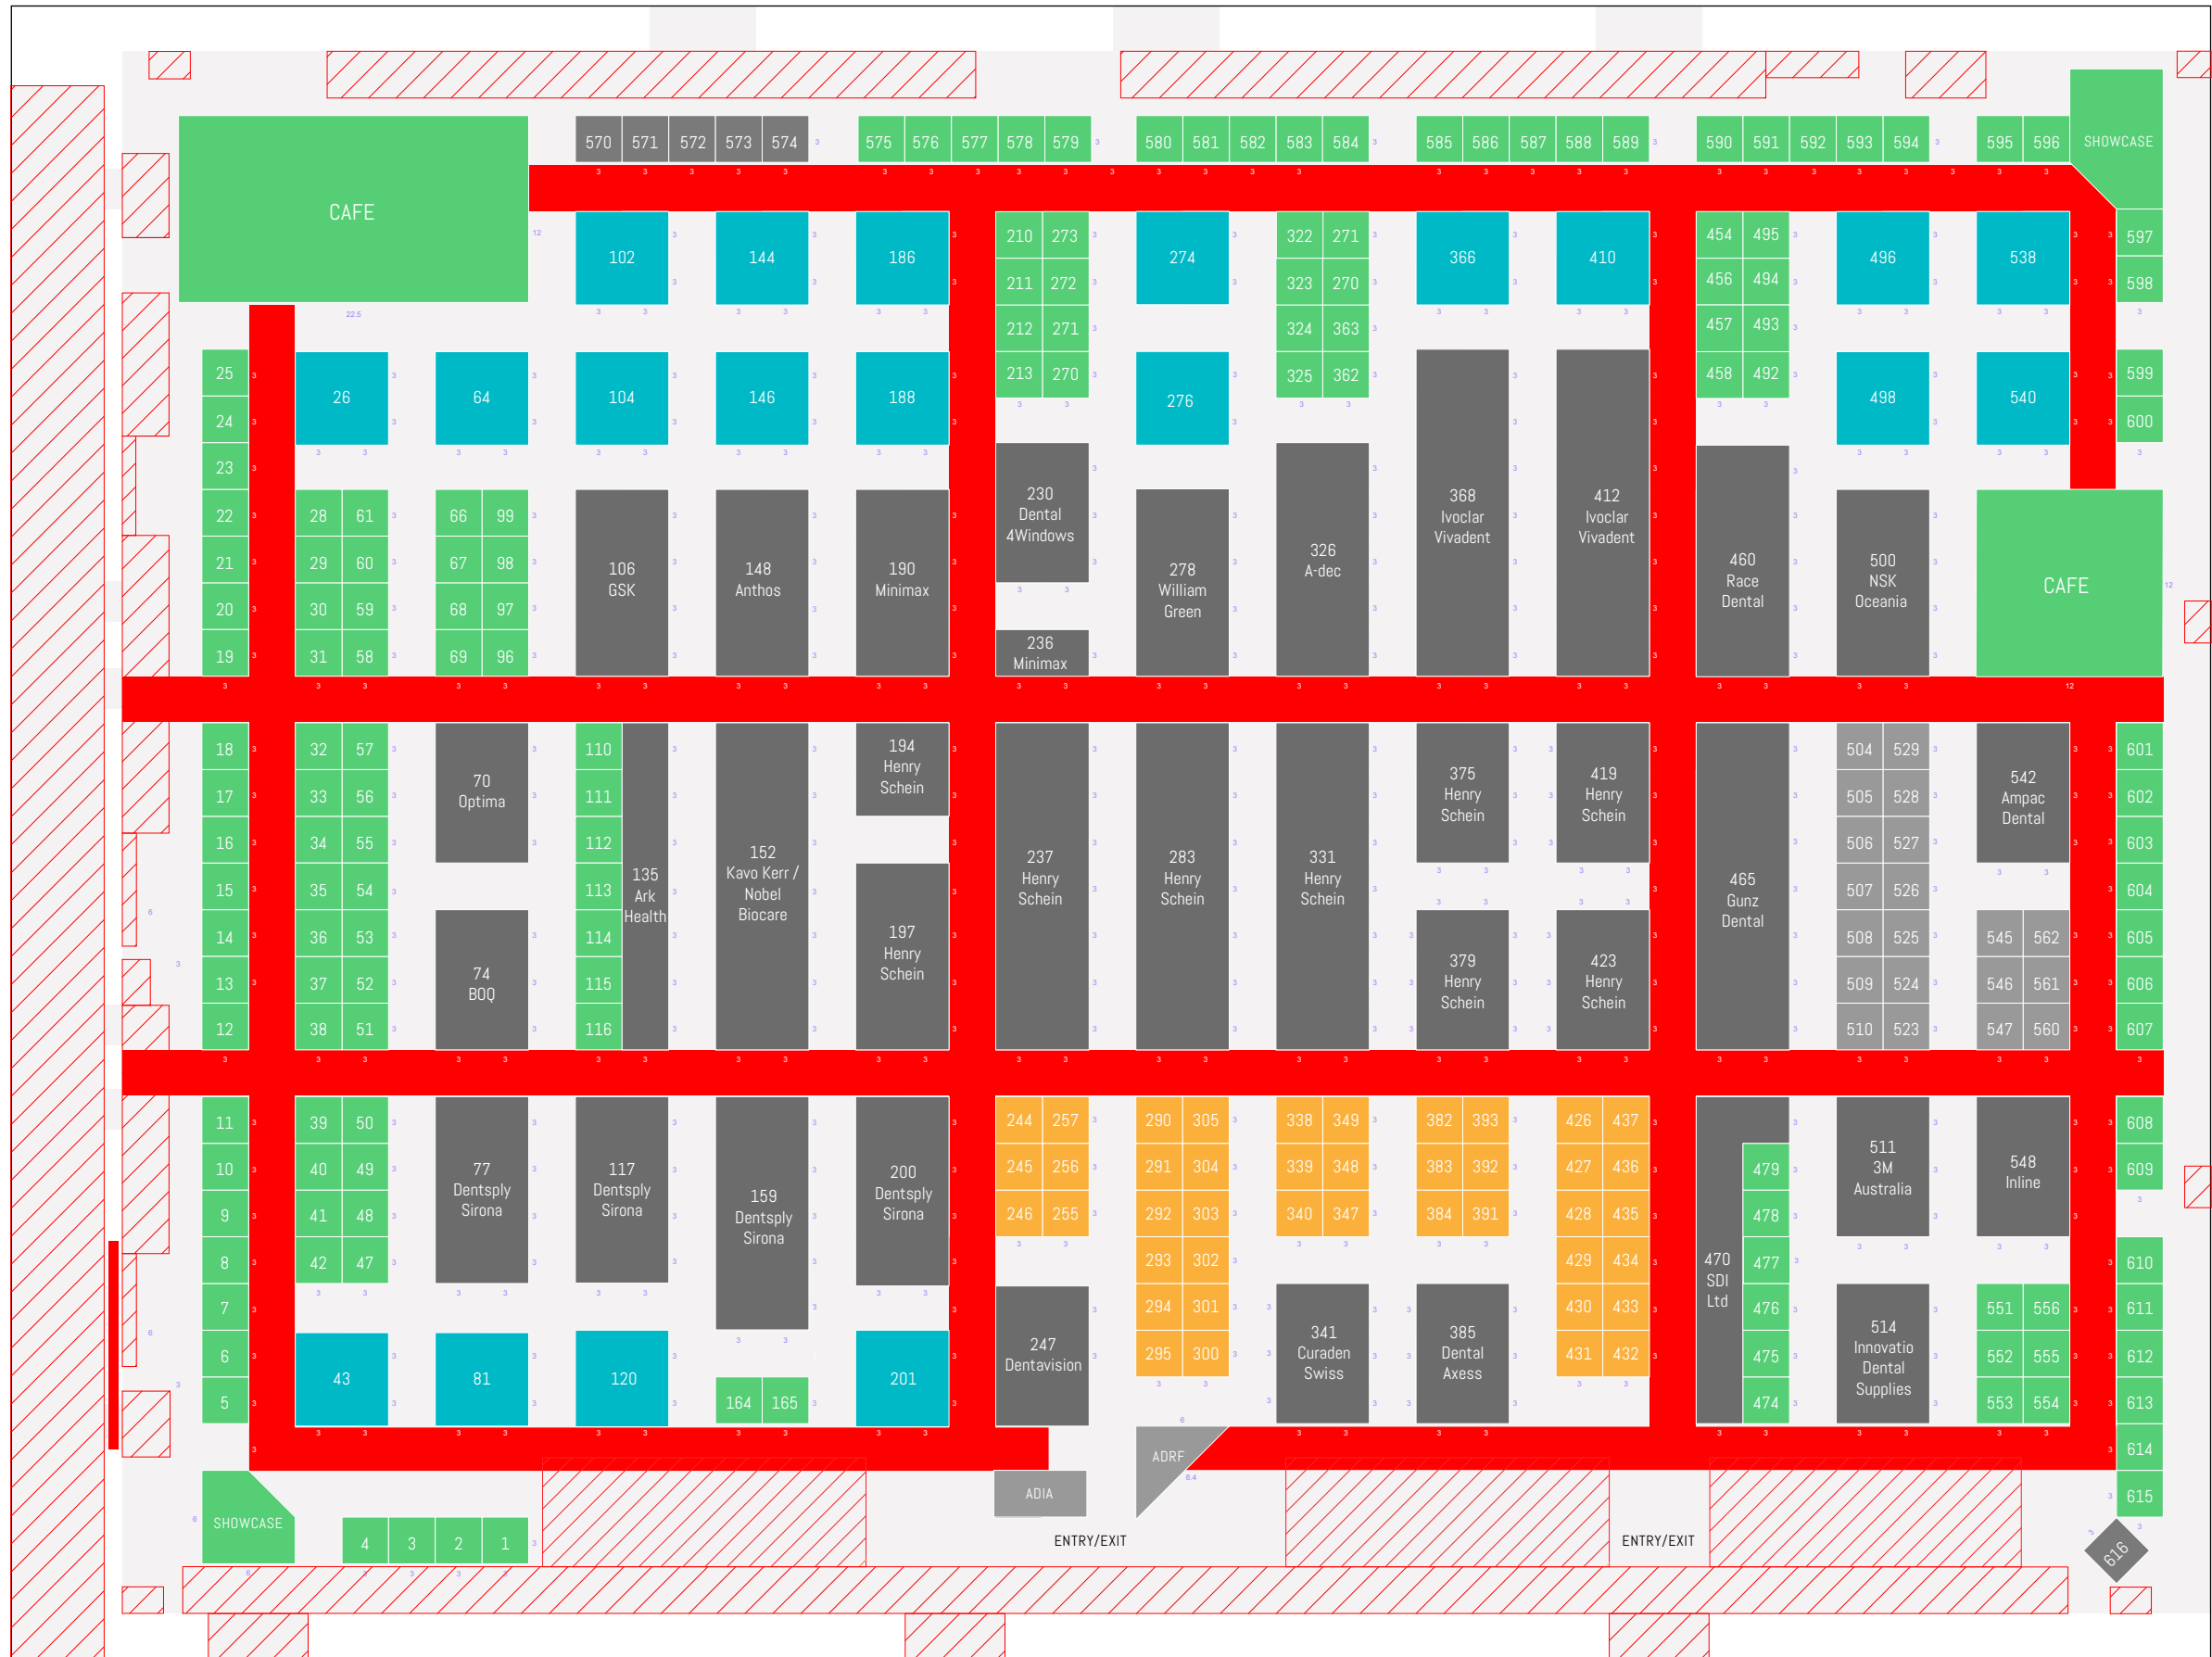 CAFE
570 571 572 573 574
575 576 577 578 579
580 581 582 583 584
585 586 587 588 589
590 591 592 593 594
595 596
SHOWCASE
102 144 186
210 273
211 272
212 271
213 270
274
322 271
323 270
324 363
325 362
366 410
454 495
456 494
457 493
458 492
496 538
597
598
22.5
12
25
24
23
22
21
20
19
26 64 104 146 188
276
498 540
599
600
28 61
29 60
30 59
31 58
66 99
67 98
68 97
69 96
106
GSK
148
Anthos
190
Minimax
230
Dental
4Windows
236
Minimax
278
William
Green
326
A-dec
368
Ivoclar
Vivadent
412
Ivoclar
Vivadent
460
Race
Dental
500
NSK
Oceania
CAFE
12
12
18
17
16
15
14
13
12
32 57
33 56
34 55
35 54
36 53
37 52
38 51
70
Optima
74
BOQ
110
111
112
113
114
115
116
135
Ark
Health
152
Kavo Kerr /
Nobel
Biocare
194
Henry
Schein
197
Henry
Schein
237
Henry
Schein
283
Henry
Schein
331
Henry
Schein
375
Henry
Schein
419
Henry
Schein
379
Henry
Schein
423
Henry
Schein
465
Gunz
Dental
504 529
505 528
506 527
507 526
508 525
509 524
510 523
542
Ampac
Dental
545 562
546 561
547 560
601
602
603
604
605
606
607
6
3
11
10
9
8
7
6
5
39 50
40 49
41 48
42 47
77
Dentsply
Sirona
117
Dentsply
Sirona
159
Dentsply
Sirona
200
Dentsply
Sirona
43 81 120
164 165
201
244 257
245 256
246 255
247
Dentavision
290 305
291 304
292 303
293 302
294 301
295 300
338 349
339 348
340 347
341
Curaden
Swiss
382 393
383 392
384 391
385
Dental
Axess
426 437
427 436
428 435
429 434
430 433
431 432
470
SDI
Ltd
479
478
477
476
475
474
511
3M
Australia
514
Innovatio
Dental
Supplies
548
Inline
551 556
552 555
553 554
608
609
610
611
612
613
614
615
616
6
3
ADRF
6
8.4
ADIA
SHOWCASE
6
6
4 3 2 1
ENTRY/EXIT
ENTRY/EXIT